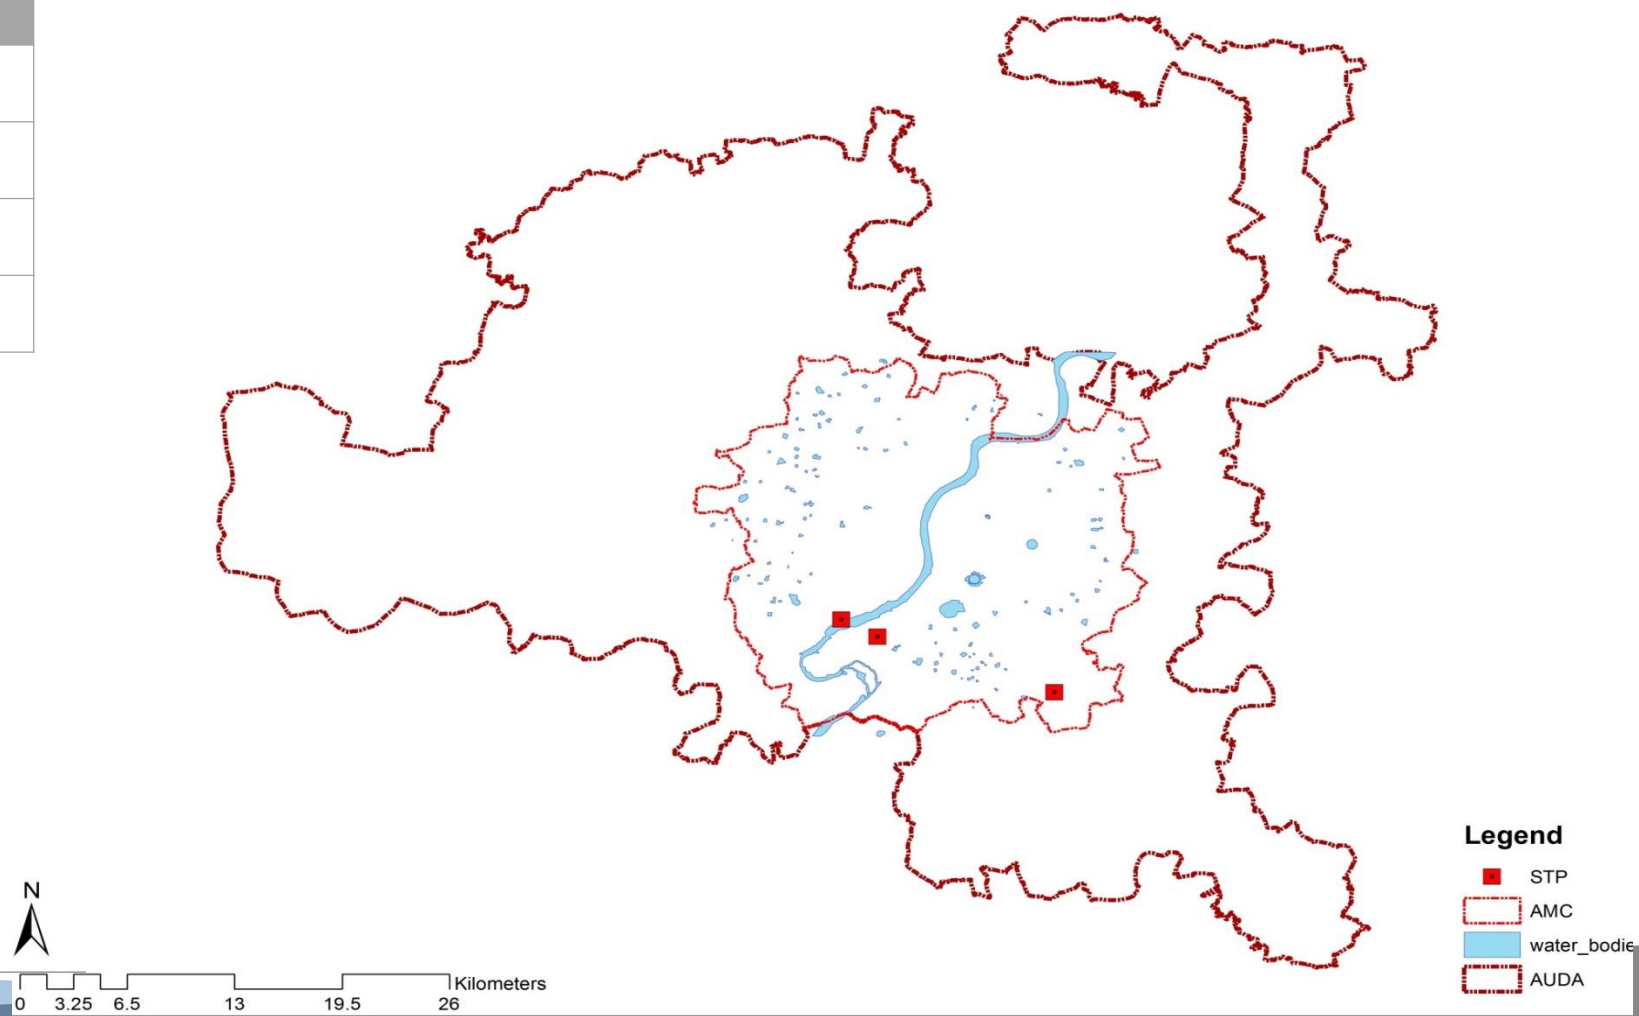 Legend
STP
AMC
water_bodie
AUDA
N
Kilometers
0 3.25 6.5 13 19.5 26